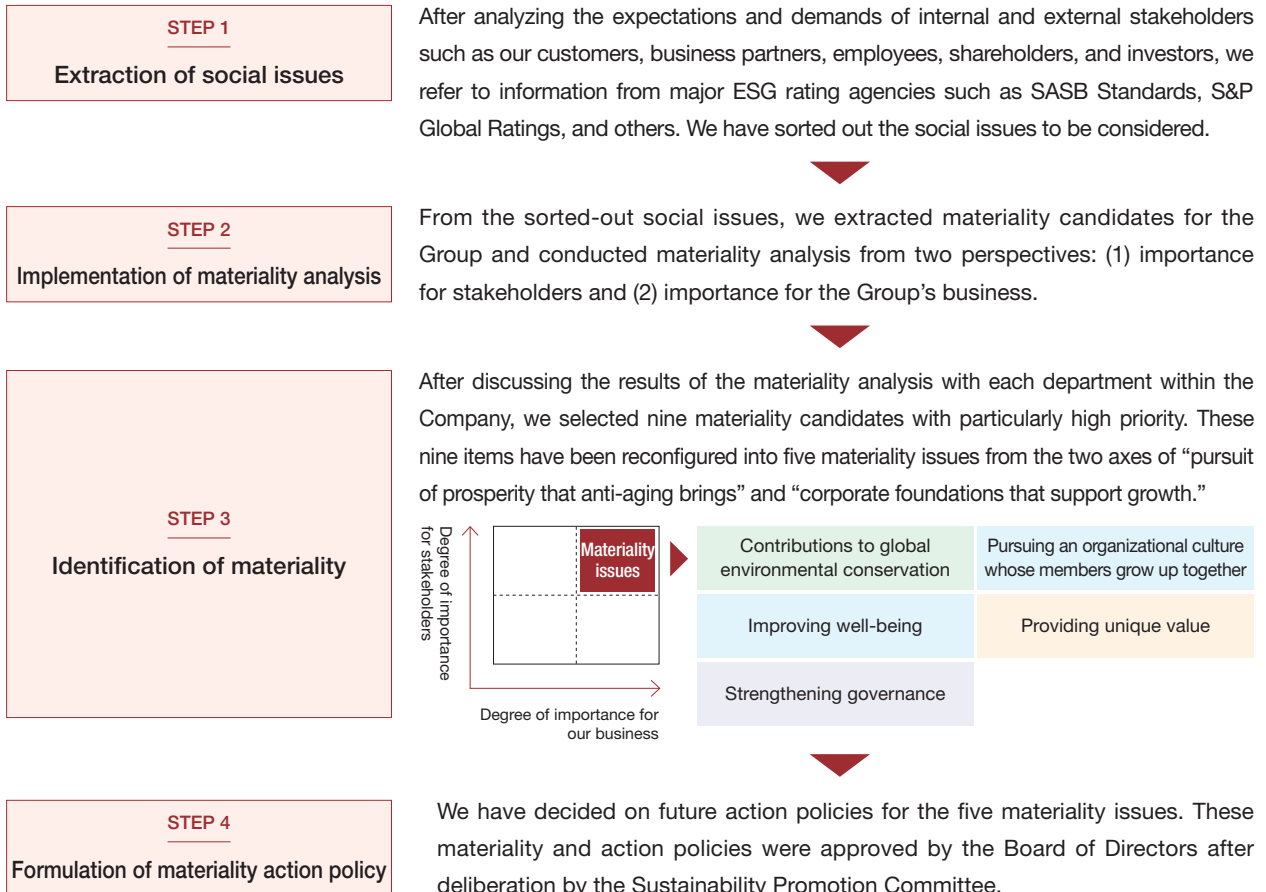 STEP 1
Extraction of social issues
After analyzing the expectations and demands of internal and external stakeholders
such as our customers, business partners, employees, shareholders, and investors, we
refer to information from major ESG rating agencies such as SASB Standards, S&P
Global Ratings, and others. We have sorted out the social issues to be considered.
STEP 2
Implementation of materiality analysis
From the sorted-out social issues, we extracted materiality candidates for the
Group and conducted materiality analysis from two perspectives: (1) importance
for stakeholders and (2) importance for the Group’s business.
STEP 3
Identification of materiality
After discussing the results of the materiality analysis with each department within the
Company, we selected nine materiality candidates with particularly high priority. These
nine items have been reconfigured into five materiality issues from the two axes of “pursuit
of prosperity that anti-aging brings” and “corporate foundations that support growth.”
Degree of importance
for stakeholders
Materiality
issues
Degree of importance for
our business
Contributions to global
environmental conservation
Pursuing an organizational culture
whose members grow up together
Improving well-being
Providing unique value
Strengthening governance
STEP 4
Formulation of materiality action policy
We have decided on future action policies for the five materiality issues. These
materiality and action policies were approved by the Board of Directors after
deliberation by the Sustainability Promotion Committee.